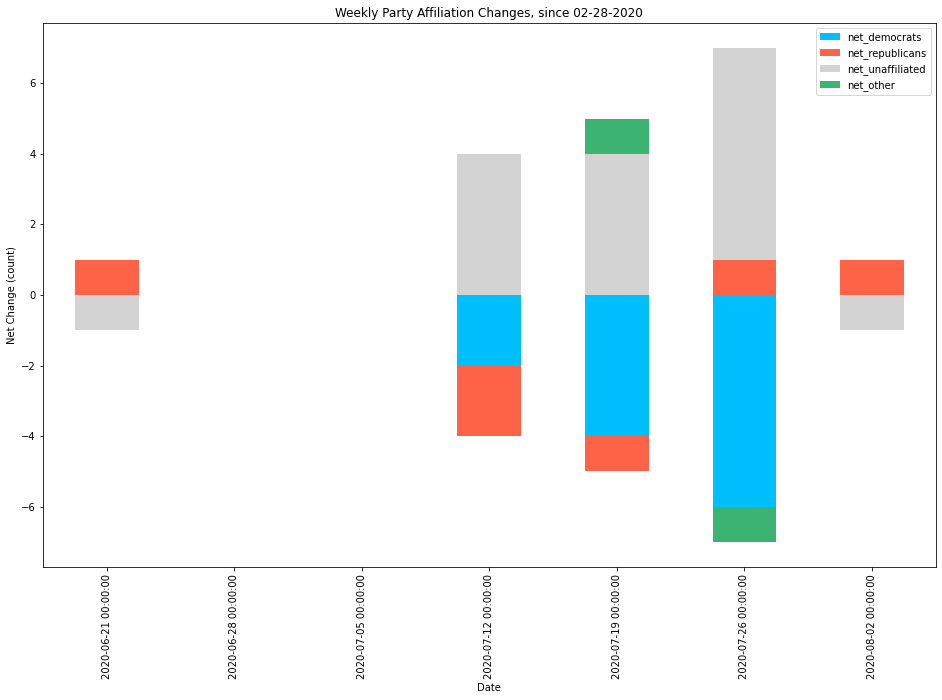 Weekly Party Affiliation Changes, since 02-28-2020
net_democrats
net_republicans
net_unaffiliated
net_other
Net Change (count)
6
4
2
0
−2
−4
−6
2020-06-21 00:00:00
2020-06-28 00:00:00
2020-07-05 00:00:00
2020-07-12 00:00:00
2020-07-19 00:00:00
2020-07-26 00:00:00
2020-08-02 00:00:00
Date